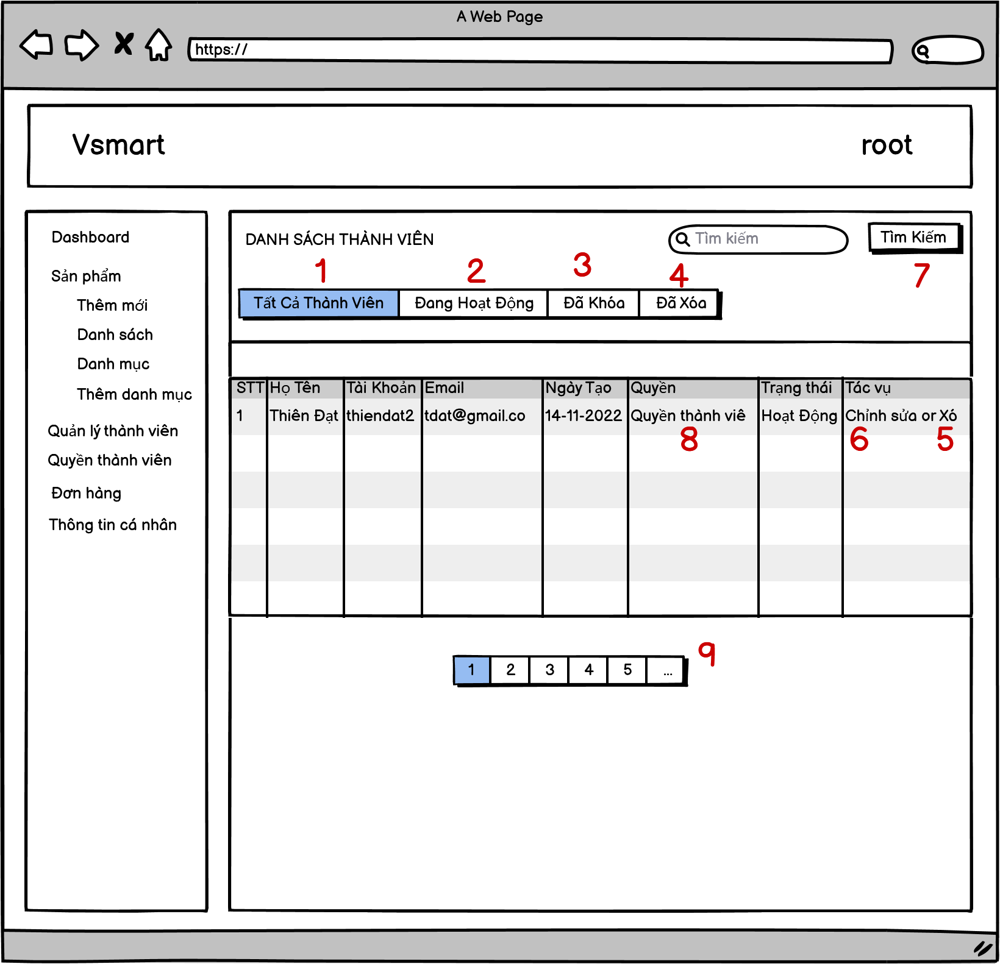 A Web Page
https://
Vsmart root
Dashboard
Sản phẩm
Thêm mới
Danh sách
Danh mục
Thêm danh mục
Quản lý thành viên
Quyền thành viên
Đơn hàng
Thông tin cá nhân
DANH SÁCH THÀNH VIÊN Tìm kiếm Tìm Kiếm
1 2 3 4 7
Tất Cả Thành Viên Đang Hoạt Động Đã Khóa Đã Xóa
STT Họ Tên Tài Khoản Email Ngày Tạo Quyền Trạng thái Tác vụ
1 Thiên Đạt thiendat2 tdat@gmail.co 14-11-2022 Quyền thành viê Hoạt Động Chỉnh sửa or Xó
8 6 5
9
1 2 3 4 5 ...